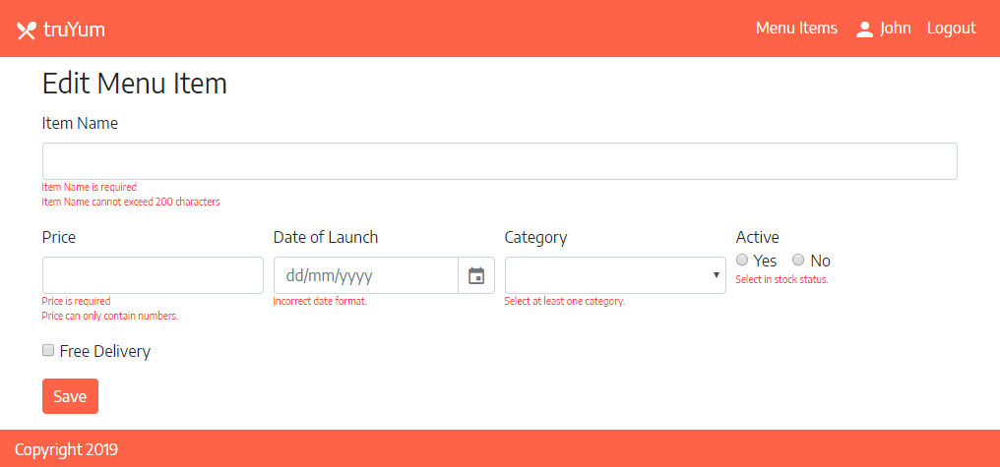 truYum
Menu Items John Logout
Edit Menu Item
Item Name
Item Name is required
Item Name cannot exceed 200 characters
Price Date of Launch Category Active
dd/mm/yyyy Yes No
Price is required Incorrect date format. Select at least one category. Select in stock status.
Price can only contain numbers.
Free Delivery
Save
Copyright 2019